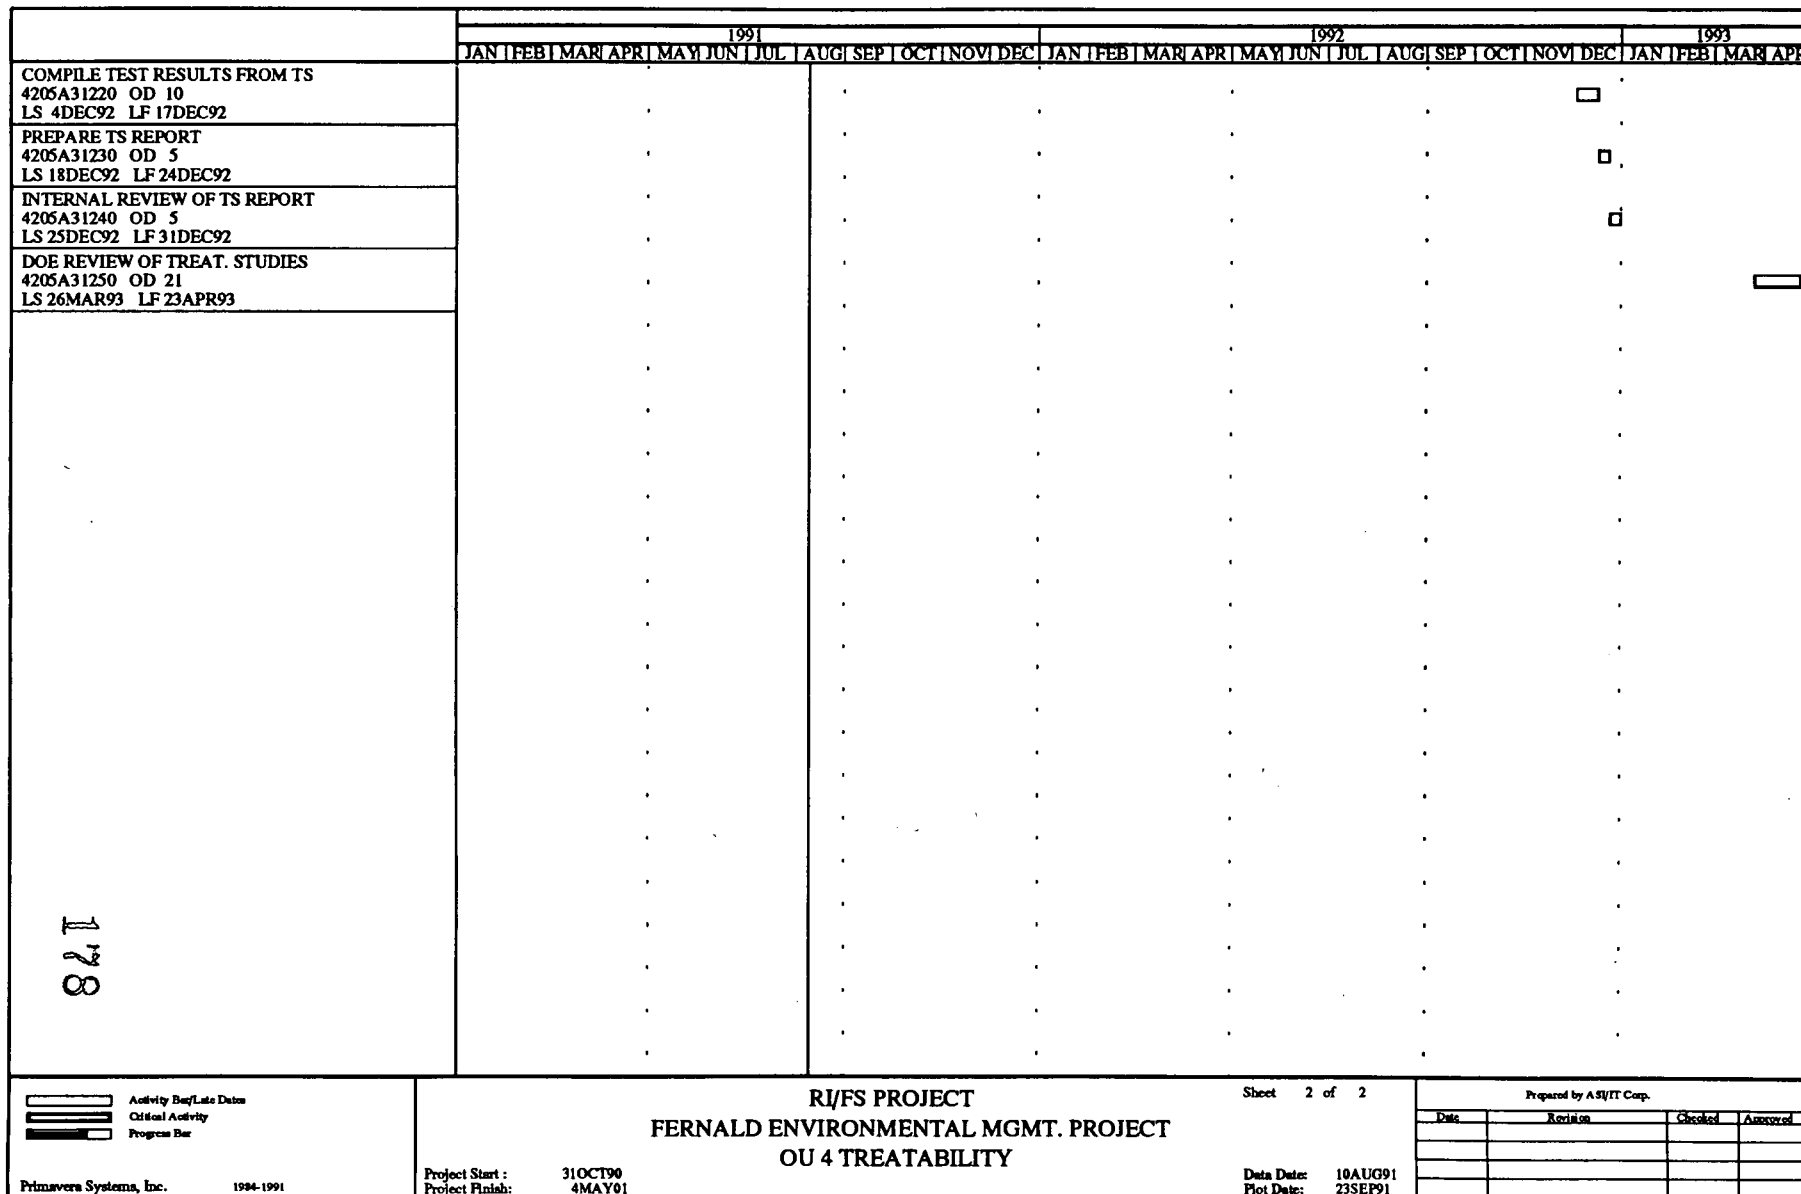 1991 1992 1993
JAN FEB MAR APR MAY JUN JUL AUG SEP OCT NOV DEC JAN FEB MAR APR MAY JUN JUL AUG SEP OCT NOV DEC JAN FEB MAR APR
COMPILE TEST RESULTS FROM TS
4205A31220 OD 10
LS 4DEC92 LF 17DEC92
PREPARE TS REPORT
4205A31230 OD 5
LS 18DEC92 LF 24DEC92
INTERNAL REVIEW OF TS REPORT
4205A31240 OD 5
LS 25DEC92 LF 31DEC92
DOE REVIEW OF TREAT. STUDIES
4205A31250 OD 21
LS 26MAR93 LF 23APR93
178
Activity Bar/Late Dates
Critical Activity
Progress Bar
Primavera Systems, Inc. 1984-1991
RI/FS PROJECT
FERNALD ENVIRONMENTAL MGMT. PROJECT
OU 4 TREATABILITY
Project Start : 31OCT90
Project Finish: 4MAY01
Sheet 2 of 2
Data Date: 10AUG91
Plot Date: 23SEP91
Prepared by ASI/IT Corp.
Date Revision Checked Approved